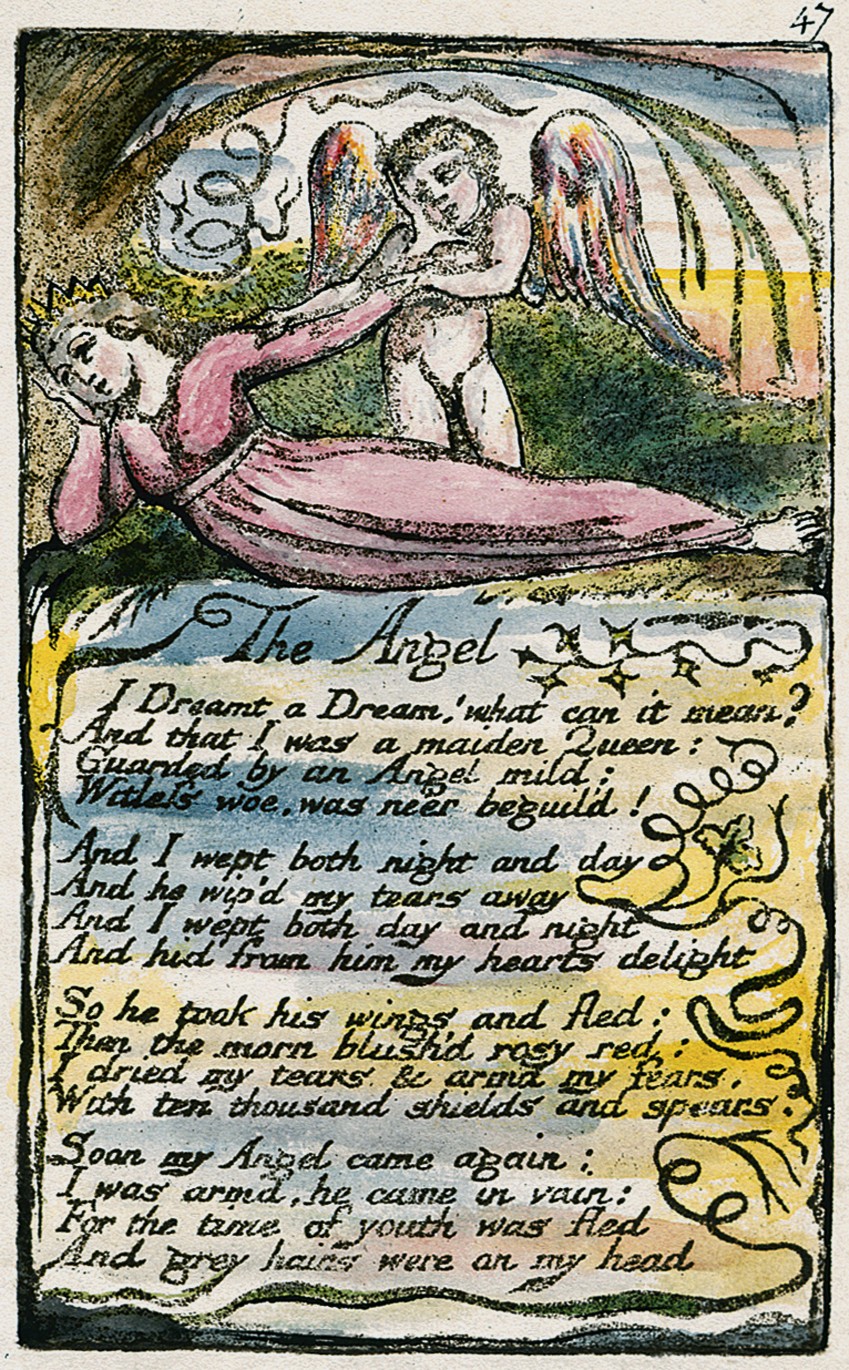 47
The Angel
I Dreamt a Dream! what can it mean?
And that I was a maiden Queen:
Guarded by an Angel mild;
Witless woe, was neer beguil'd!
And I wept both night and day
And he wip'd my tears away
And I wept both day and night
And hid from him my hearts delight
So he took his wings and fled:
Then the morn blush'd rosy red:
I dried my tears & armd my fears,
With ten thousand shields and spears.
Soon my Angel came again:
I was arm'd, he came in vain:
For the time of youth was fled
And grey hairs were on my head